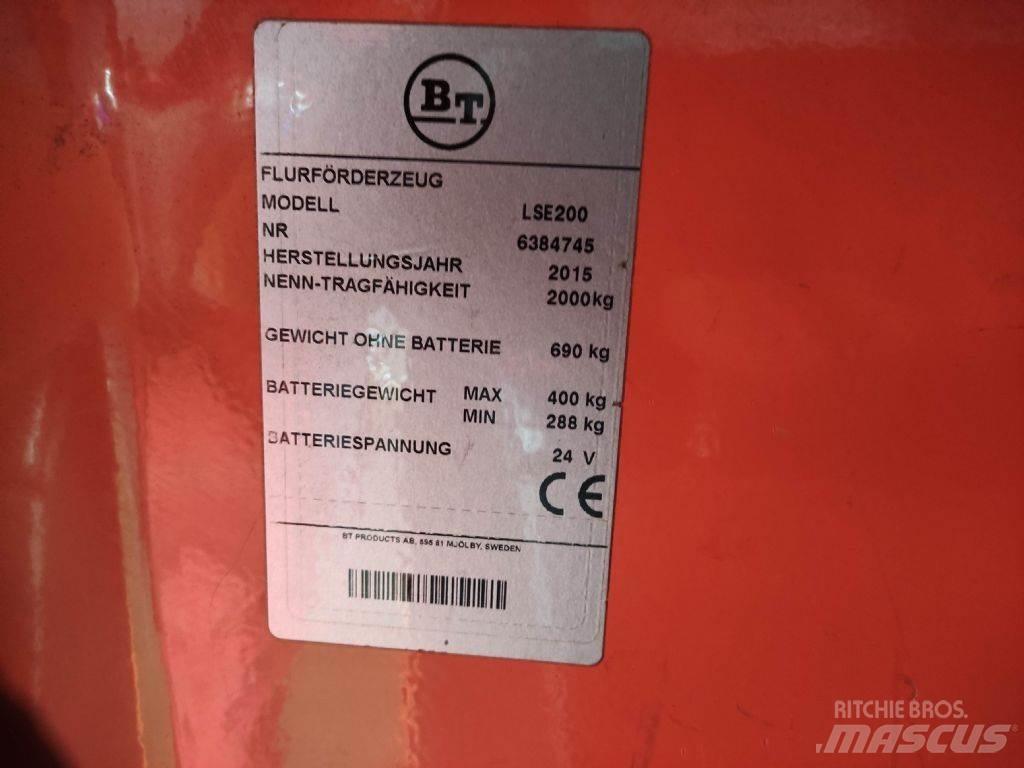 BT
FLURFÖRDERZEUG
MODELL LSE200
NR 6384745
HERSTELLUNGSJAHR 2015
NENN-TRAGFÄHIGKEIT 2000kg
GEWICHT OHNE BATTERIE 690 kg
BATTERIEGEWICHT MAX 400 kg
MIN 288 kg
BATTERIESPANNUNG 24 V
CE
BT PRODUCTS AB, 595 81 MJÖLBY, SWEDEN
RITCHIE BROS.
MASCUS